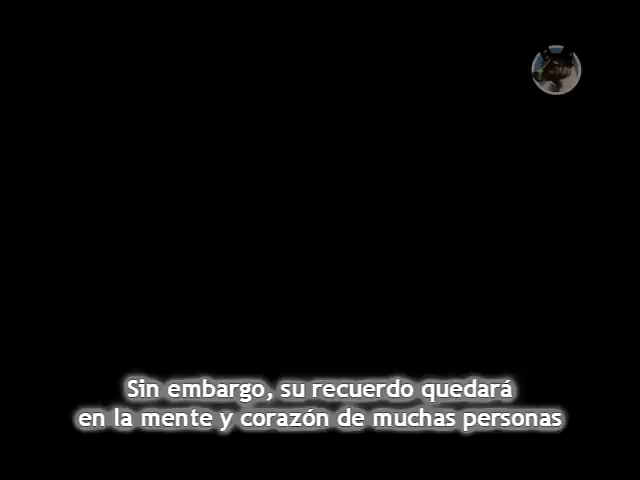 Sin embargo, su recuerdo quedará
en la mente y corazón de muchas personas